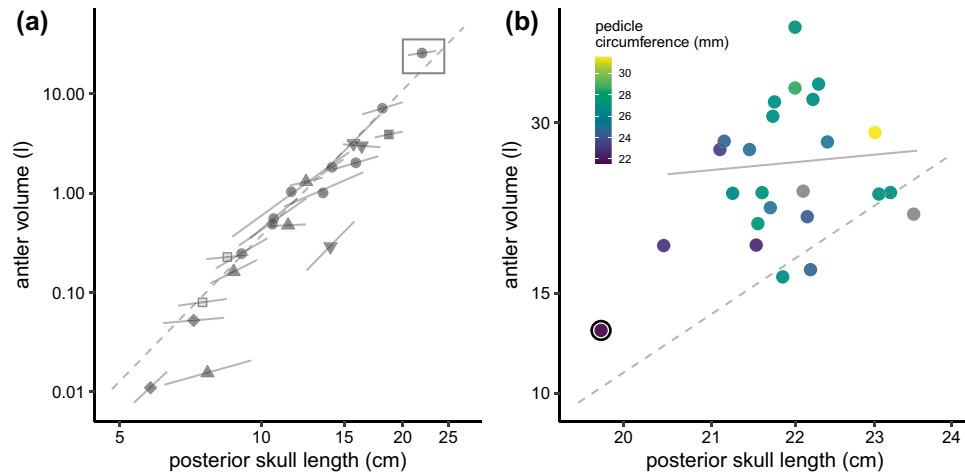 (a)
antler volume (l)
10.00
1.00
0.10
0.01
5
10
15
20
25
posterior skull length (cm)
(b)
pedicle
circumference (mm)
30
28
26
24
22
antler volume (l)
30
15
10
20
21
22
23
24
posterior skull length (cm)